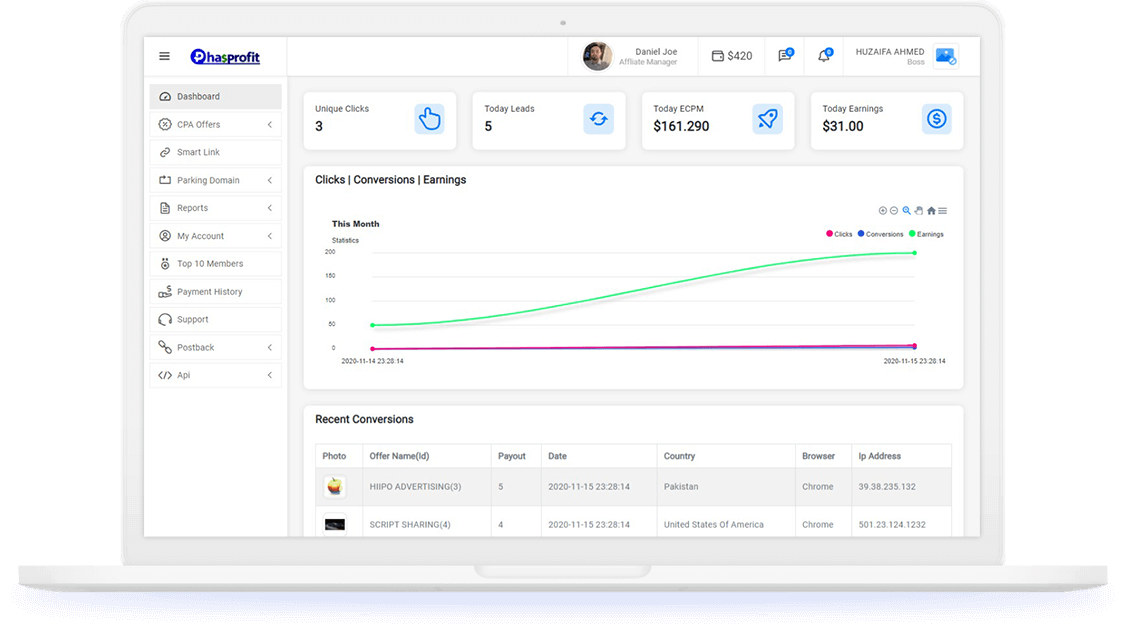 Phasprofit
Daniel Joe
Affliate Manager
$420
0
0
HUZAIFA AHMED
Boss
Dashboard
CPA Offers
Smart Link
Parking Domain
Reports
My Account
Top 10 Members
Payment History
Support
Postback
Api
Unique Clicks
3
Today Leads
5
Today ECPM
$161.290
Today Earnings
$31.00
Clicks | Conversions | Earnings
This Month
Statistics
Clicks Conversions Earnings
200
150
100
50
0
2020-11-14 23:28:14 2020-11-15 23:28:14
Recent Conversions
Photo Offer Name(Id) Payout Date Country Browser Ip Address
HIIPO ADVERTISING(3) 5 2020-11-15 23:28:14 Pakistan Chrome 39.38.235.132
SCRIPT SHARING(4) 4 2020-11-15 23:28:14 United States Of America Chrome 501.23.124.1232